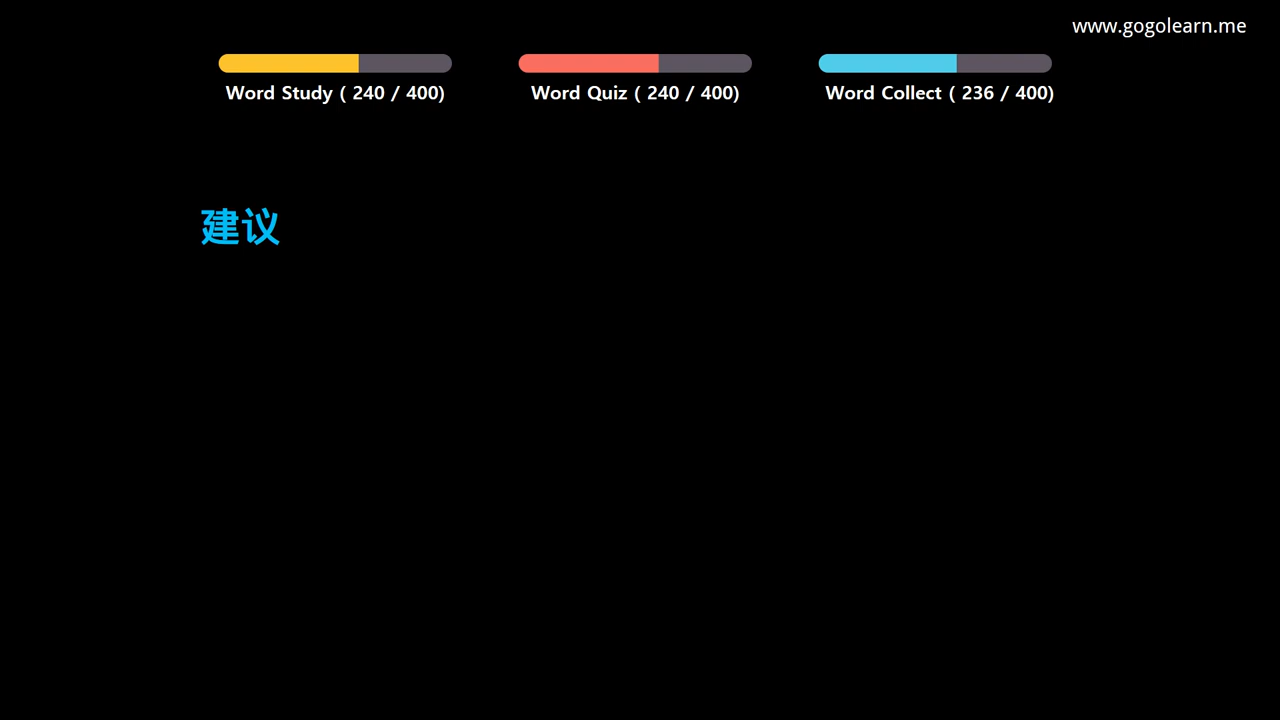 www.gogolearn.me
Word Study ( 240 / 400)
Word Quiz ( 240 / 400)
Word Collect ( 236 / 400)
建议